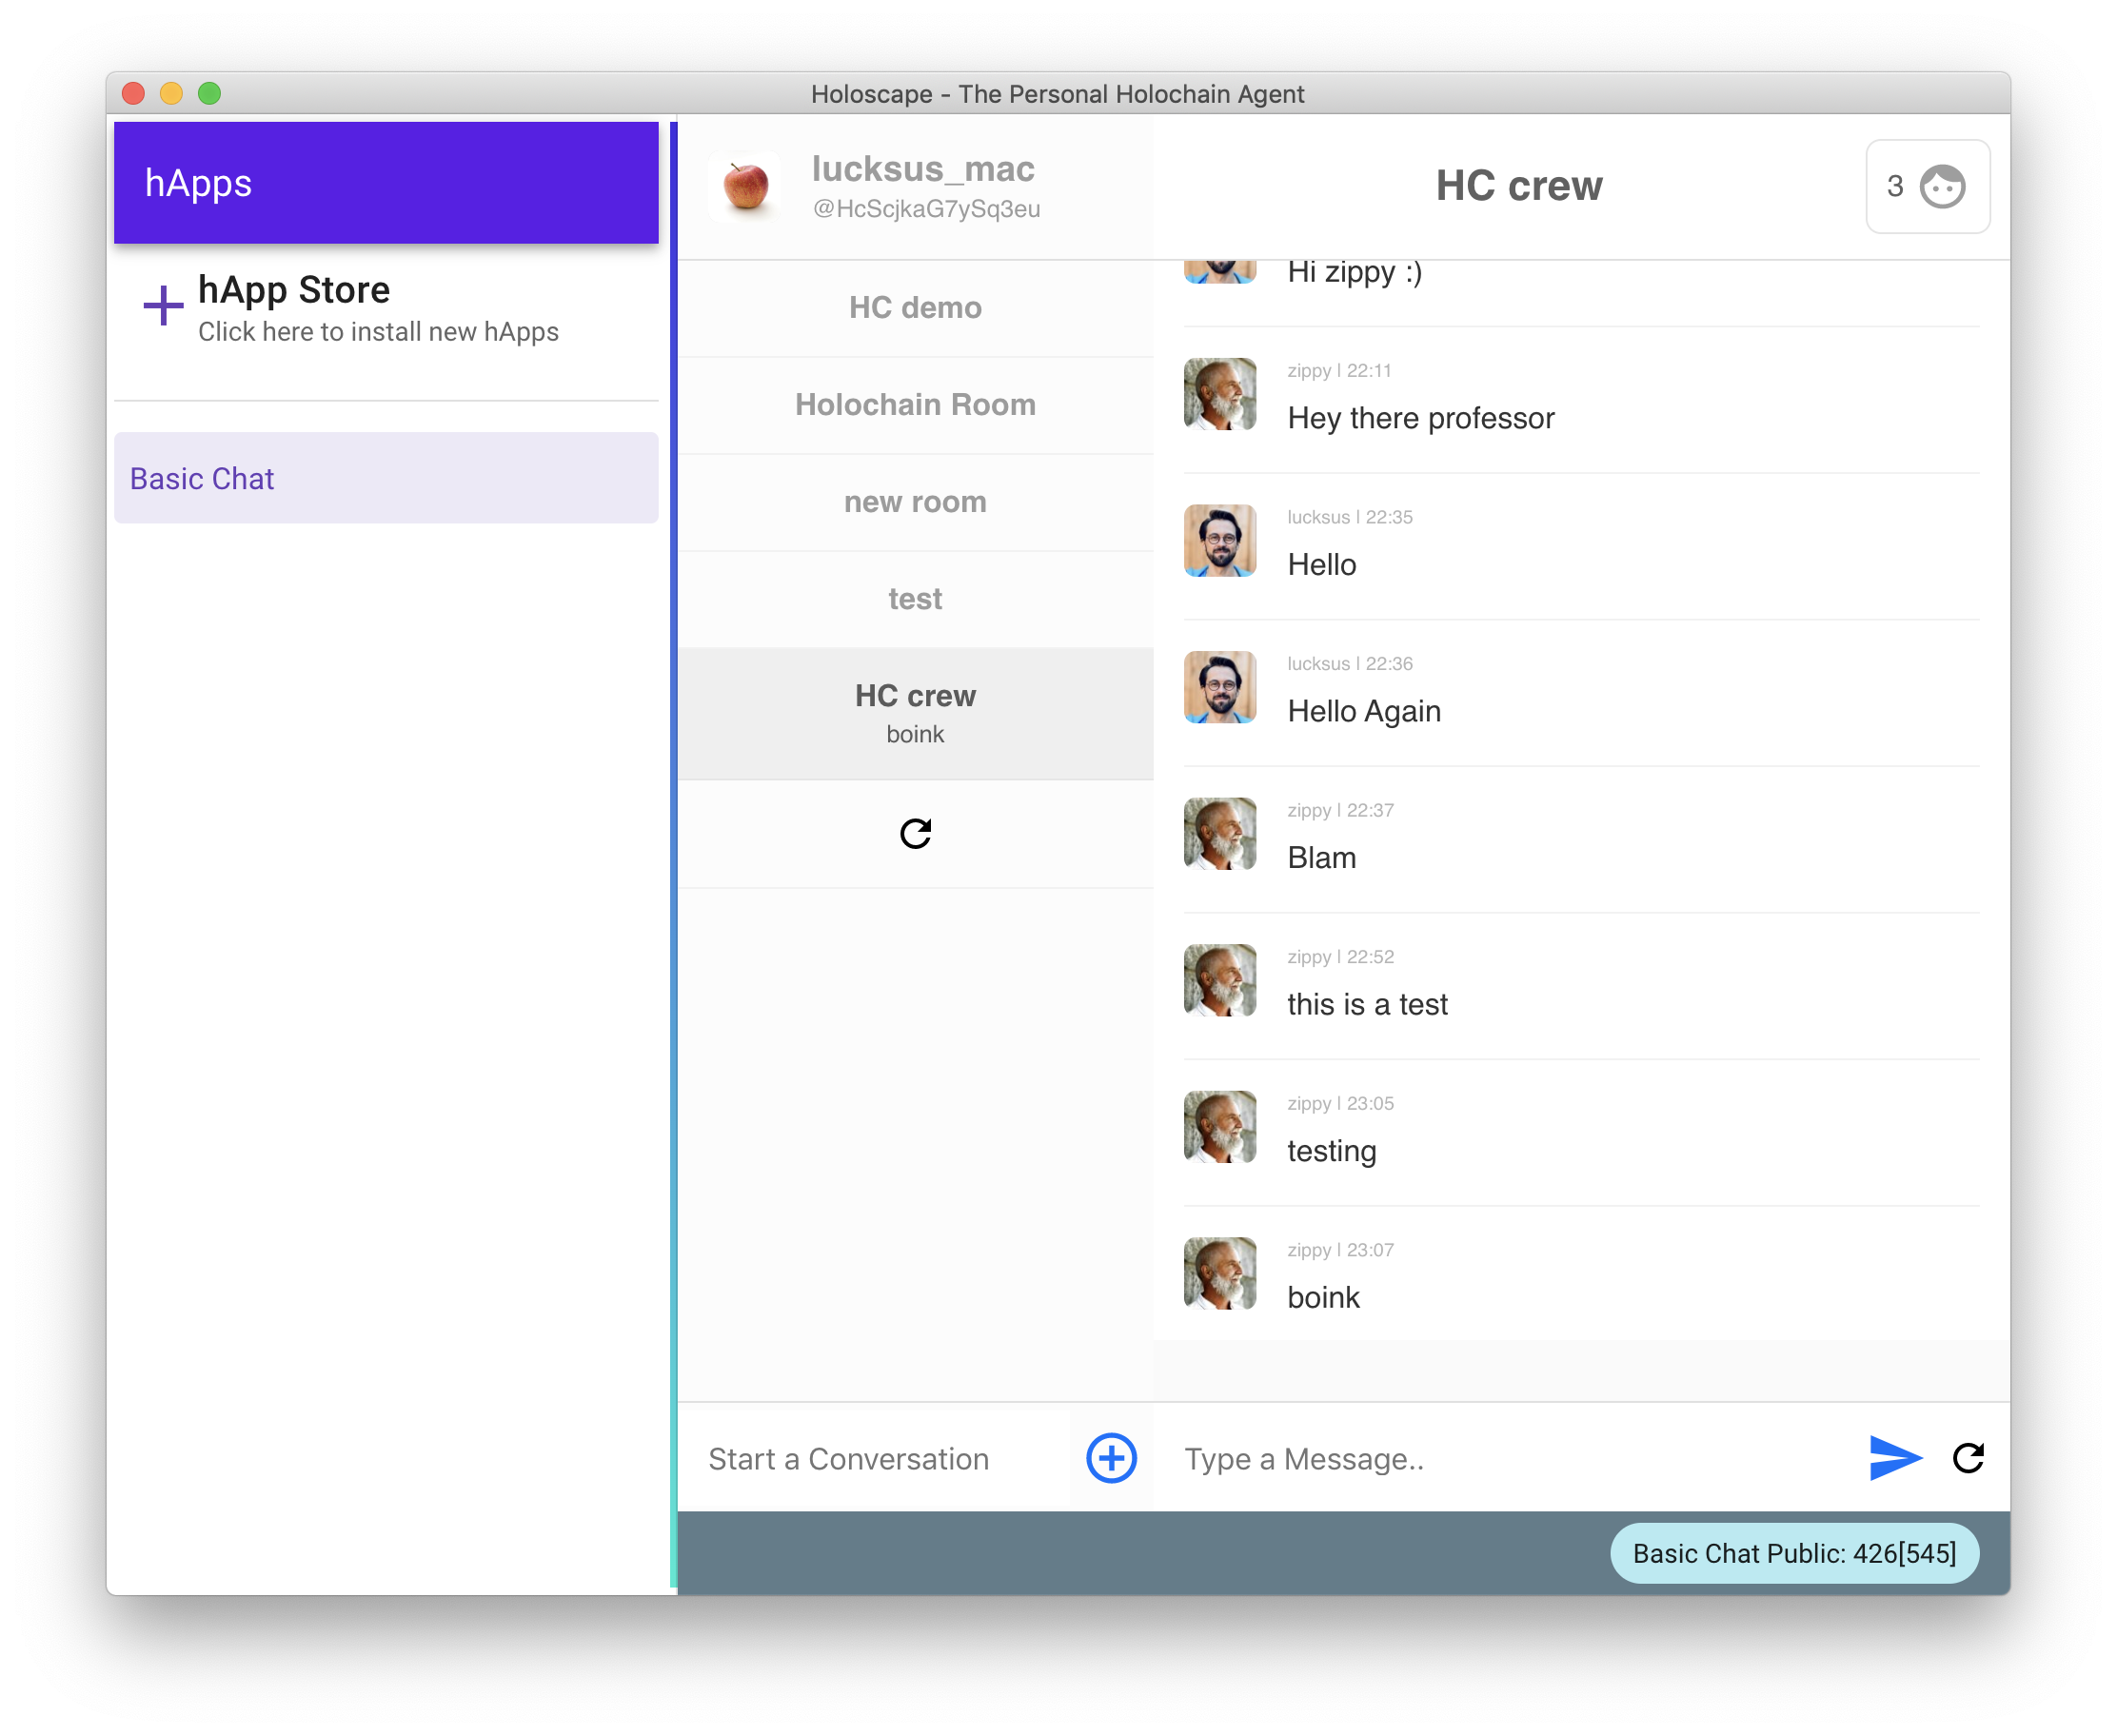 Holoscape - The Personal Holochain Agent
hApps
hApp Store
Click here to install new hApps
Basic Chat
lucksus_mac
@HcScjkaG7ySq3eu
HC demo
Holochain Room
new room
test
HC crew
boink
Start a Conversation
HC crew
3
Hi zippy :)
zippy | 22:11
Hey there professor
lucksus | 22:35
Hello
lucksus | 22:36
Hello Again
zippy | 22:37
Blam
zippy | 22:52
this is a test
zippy | 23:05
testing
zippy | 23:07
boink
Type a Message..
Basic Chat Public: 426[545]